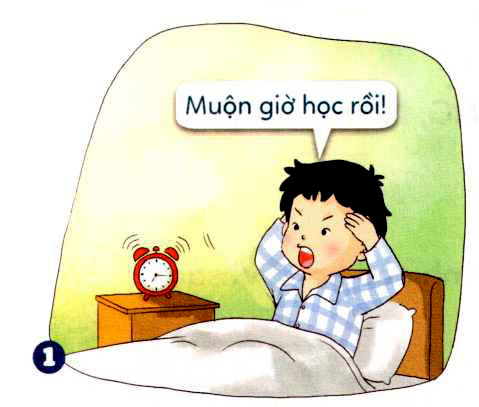 Muộn giờ học rồi!
1